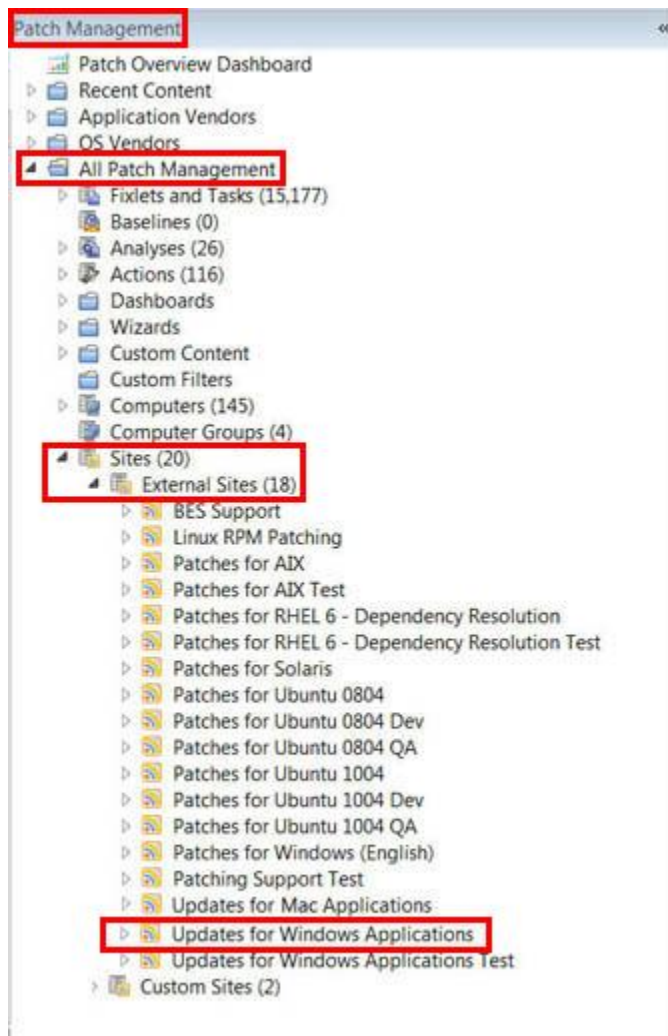 Patch Management
Patch Overview Dashboard
Recent Content
Application Vendors
OS Vendors
All Patch Management
Fixlets and Tasks (15,177)
Baselines (0)
Analyses (26)
Actions (116)
Dashboards
Wizards
Custom Content
Custom Filters
Computers (145)
Computer Groups (4)
Sites (20)
External Sites (18)
BES Support
Linux RPM Patching
Patches for AIX
Patches for AIX Test
Patches for RHEL 6 - Dependency Resolution
Patches for RHEL 6 - Dependency Resolution Test
Patches for Solaris
Patches for Ubuntu 0804
Patches for Ubuntu 0804 Dev
Patches for Ubuntu 0804 QA
Patches for Ubuntu 1004
Patches for Ubuntu 1004 Dev
Patches for Ubuntu 1004 QA
Patches for Windows (English)
Patching Support Test
Updates for Mac Applications
Updates for Windows Applications
Updates for Windows Applications Test
Custom Sites (2)